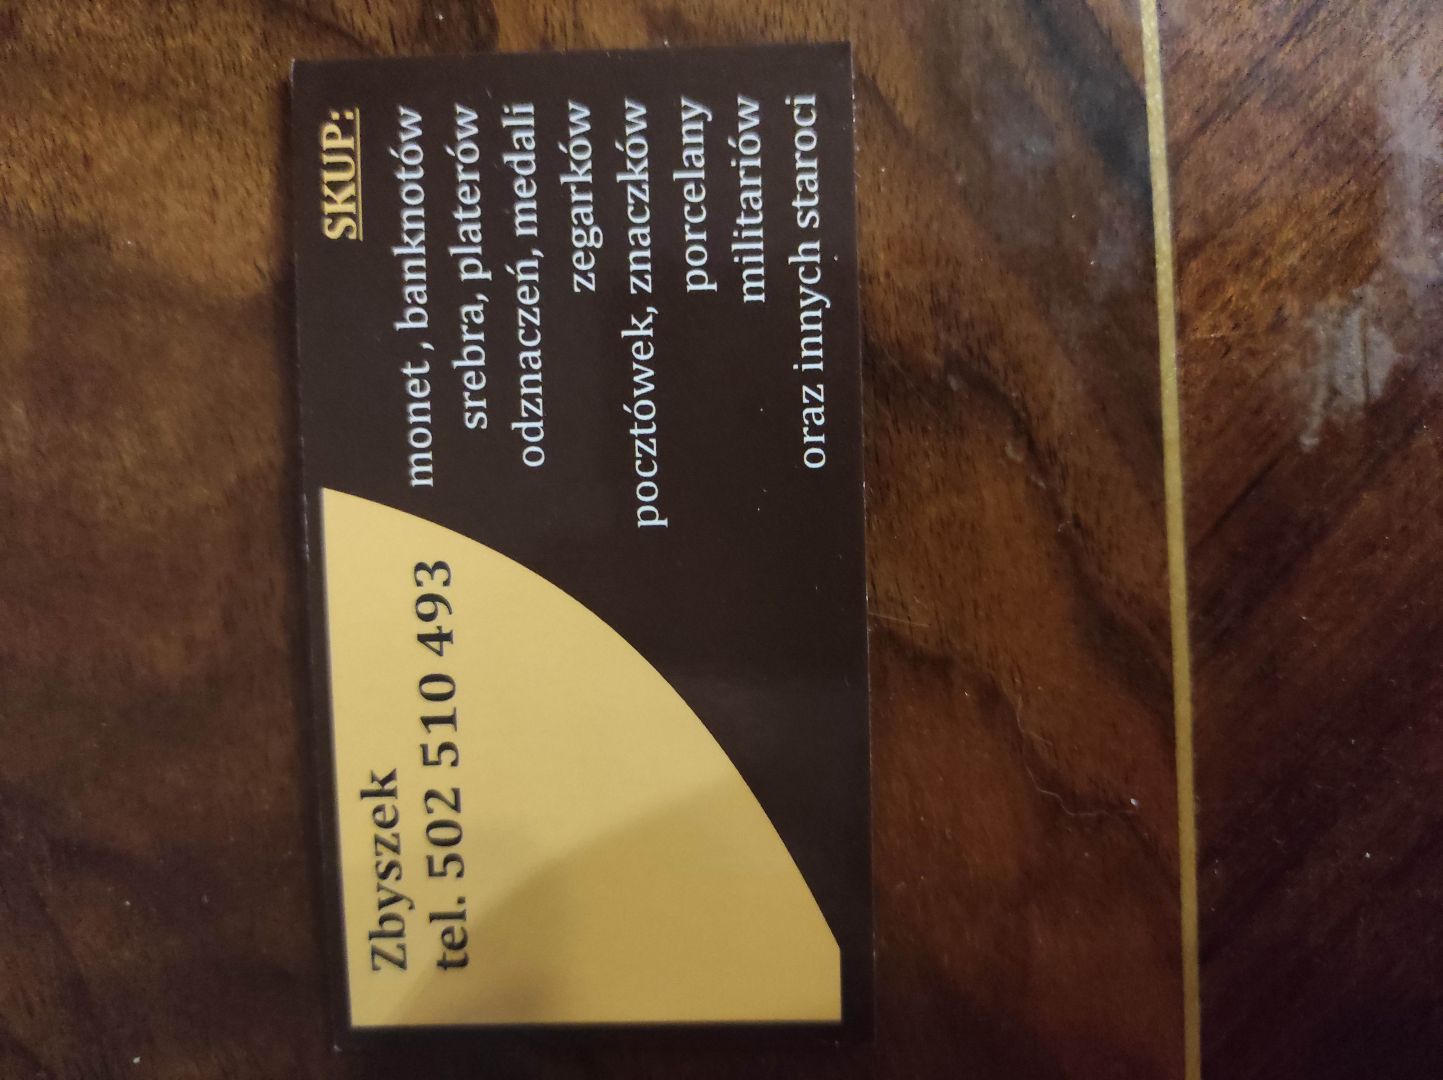 Zbyszek
tel. 502 510 493
SKUP:
monet , banknotów
srebra, platerów
odznaczeń, medali
zegarków
pocztówek, znaczków
porcelany
militariów
oraz innych staroci